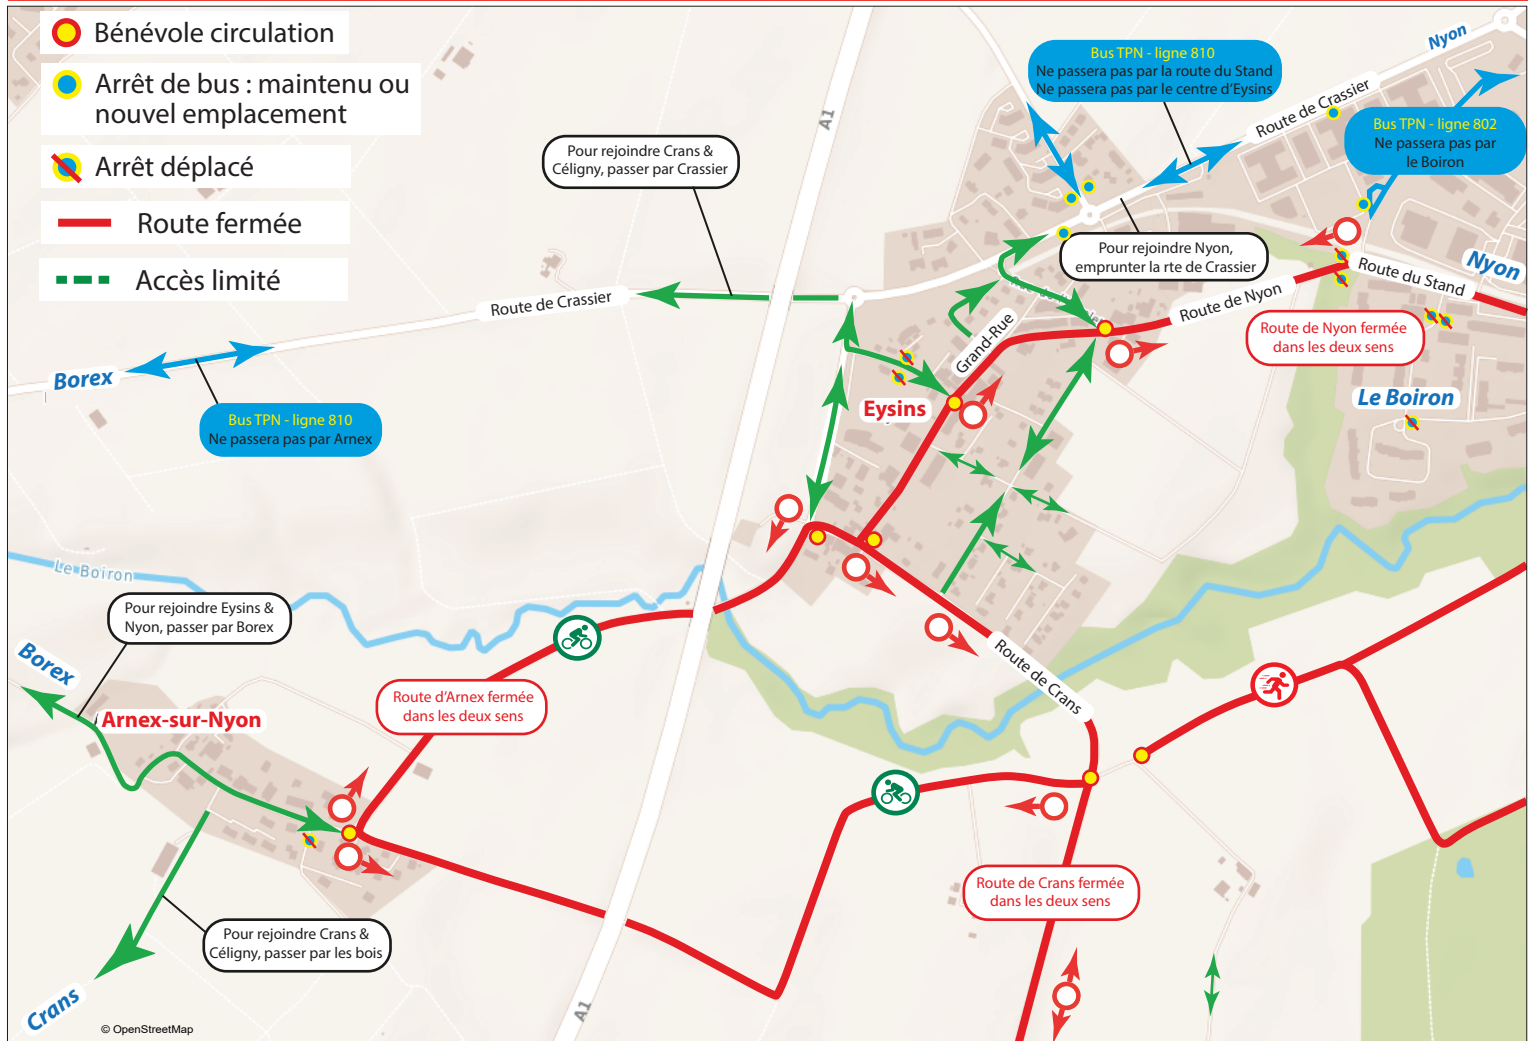 Bénévole circulation
Arrêt de bus : maintenu ou
nouvel emplacement
Arrêt déplacé
Route fermée
Accès limité
Bus TPN - ligne 810
Ne passera pas par la route du Stand
Ne passera pas par le centre d'Eysins
Nyon
Route de Crassier
Bus TPN - ligne 802
Ne passera pas par
le Boiron
A1
Pour rejoindre Crans &
Céligny, passer par Crassier
Pour rejoindre Nyon,
emprunter la rte de Crassier
Nyon
Route du Stand
Route de Nyon
Route de Crassier
Grand-Rue
Route de Nyon fermée
dans les deux sens
Borex
Eysins
Le Boiron
Bus TPN - ligne 810
Ne passera pas par Arnex
Le Boiron
Pour rejoindre Eysins &
Nyon, passer par Borex
Borex
Route de Crans
Route d'Arnex fermée
dans les deux sens
Arnex-sur-Nyon
Route de Crans fermée
dans les deux sens
Pour rejoindre Crans &
Céligny, passer par les bois
Crans
A1
© OpenStreetMap